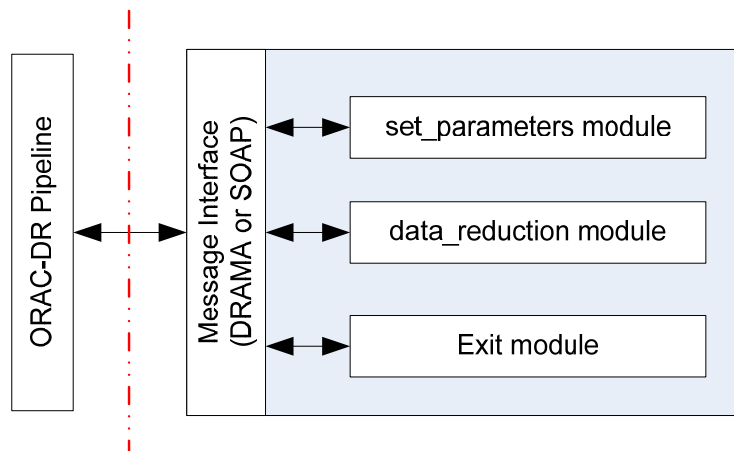 ORAC-DR Pipeline
Message Interface
(DRAMA or SOAP)
set_parameters module
data_reduction module
Exit module